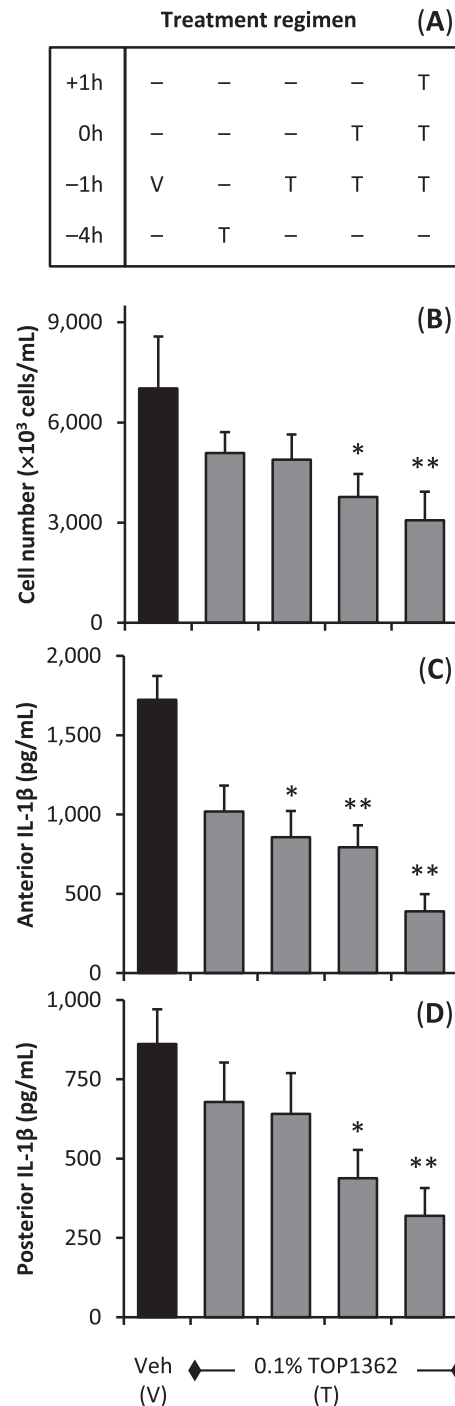 Treatment regimen (A)
+1h – – – – T
0h – – – T T
–1h V – T T T
–4h – T – – –
(B)
Cell number (×10³ cells/mL)
9,000
6,000
3,000
0
* **
(C)
Anterior IL-1β (pg/mL)
2,000
1,500
1,000
500
0
* ** **
(D)
Posterior IL-1β (pg/mL)
1,000
750
500
250
0
* **
Veh 0.1% TOP1362
(V) (T)